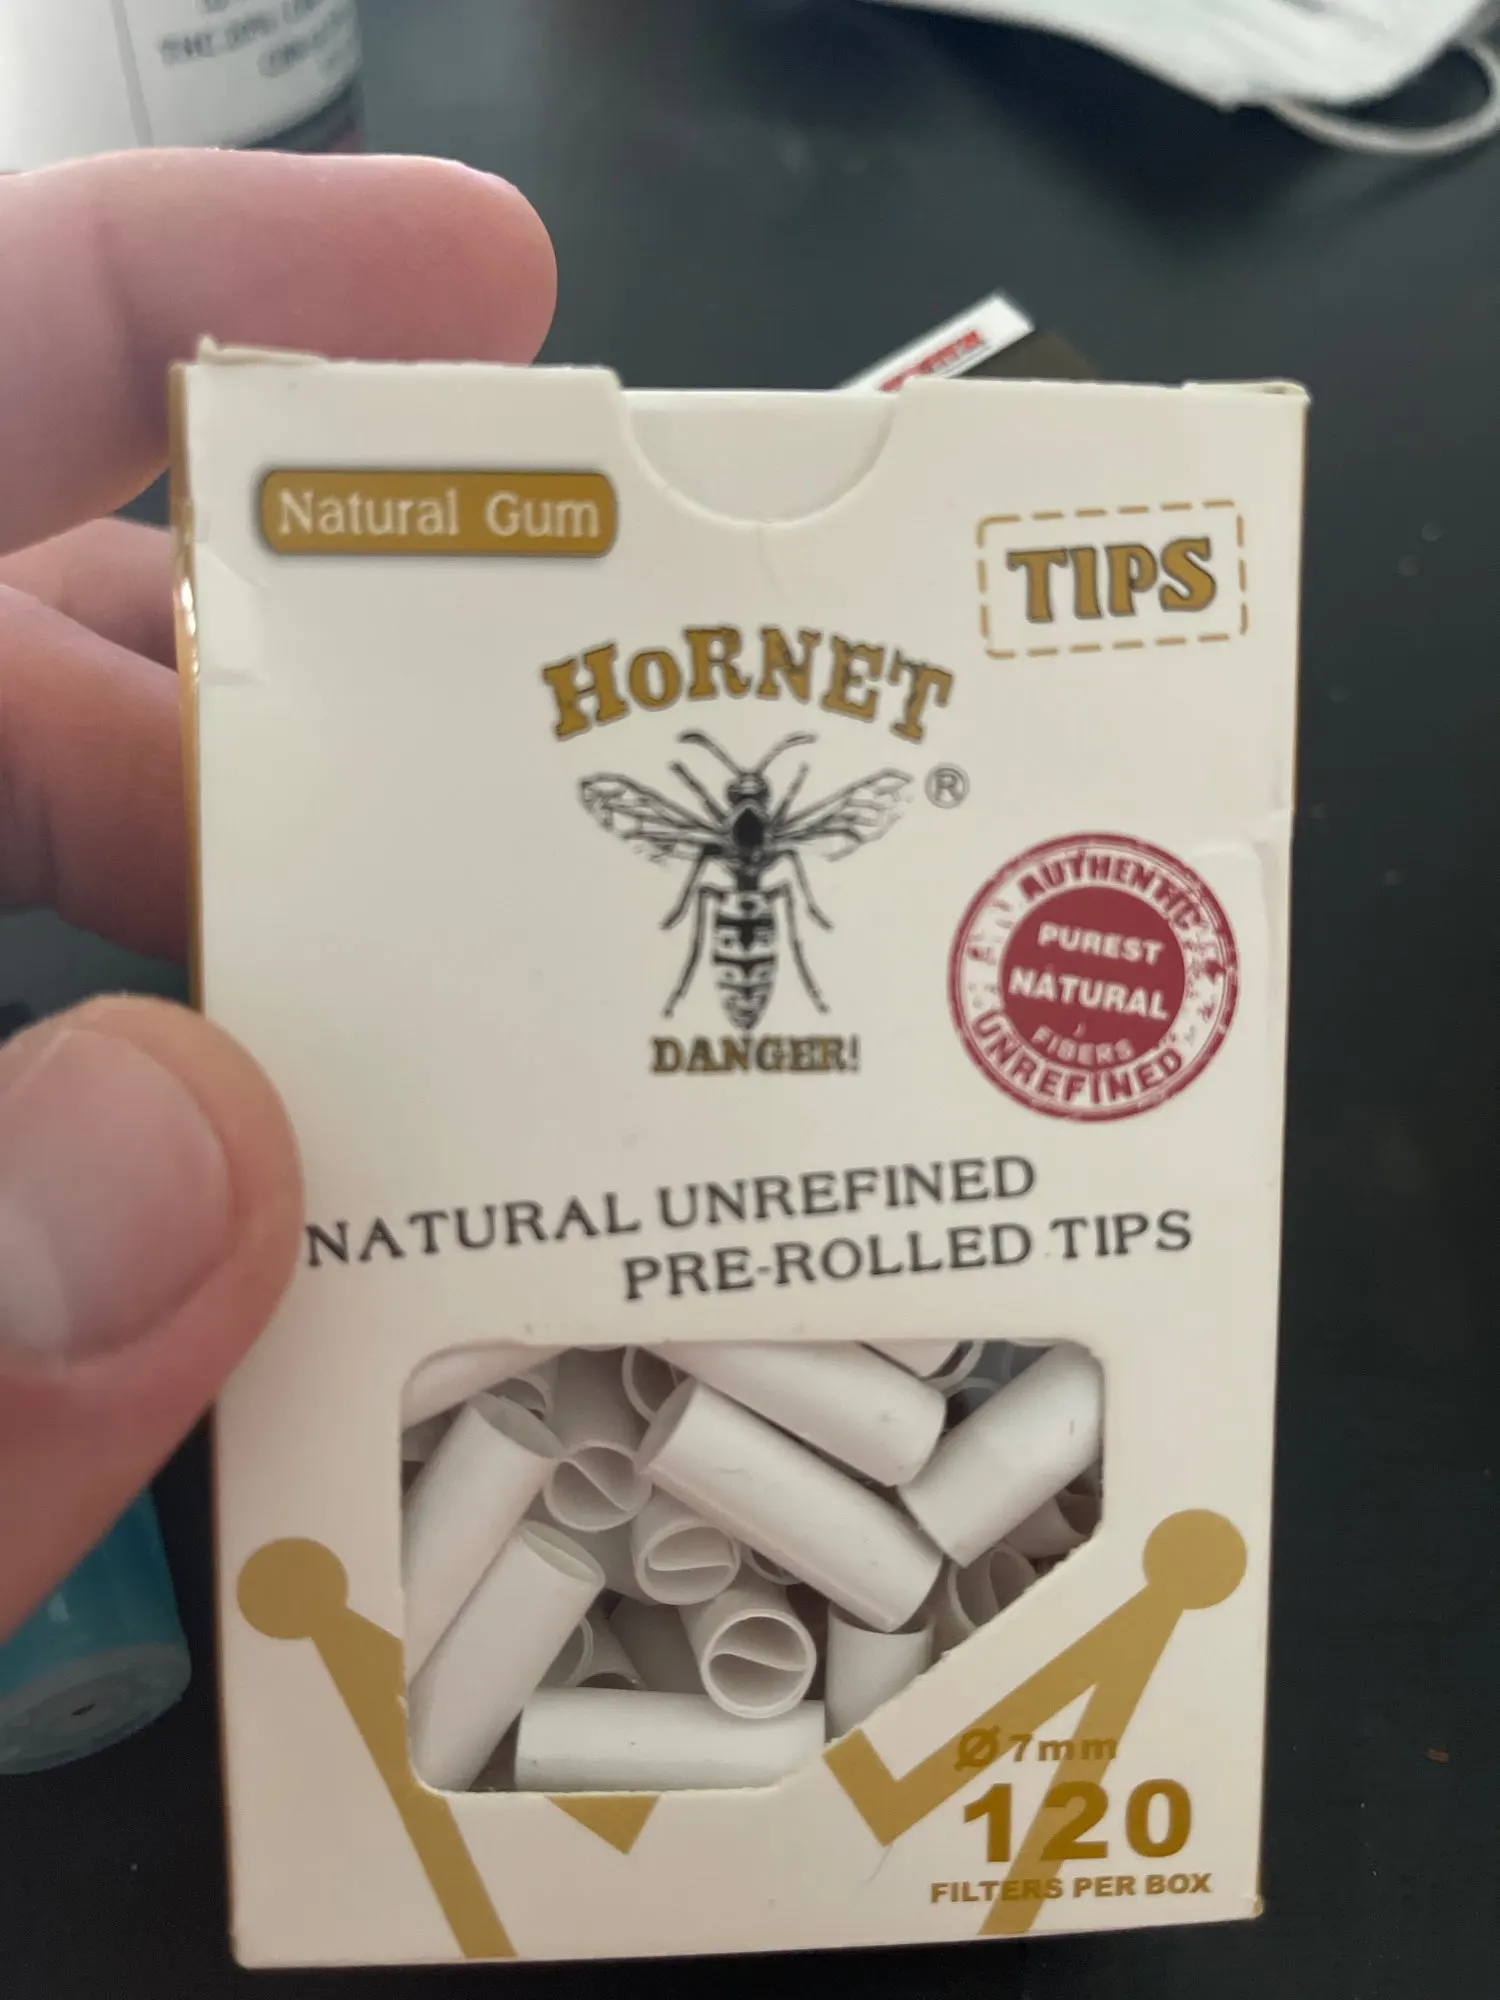 Natural Gum
TIPS
HoRNET
®
DANGER!
AUTHENTIC
PUREST
NATURAL
FIBERS
UNREFINED
NATURAL UNREFINED
PRE-ROLLED TIPS
Ø7mm
120
FILTERS PER BOX